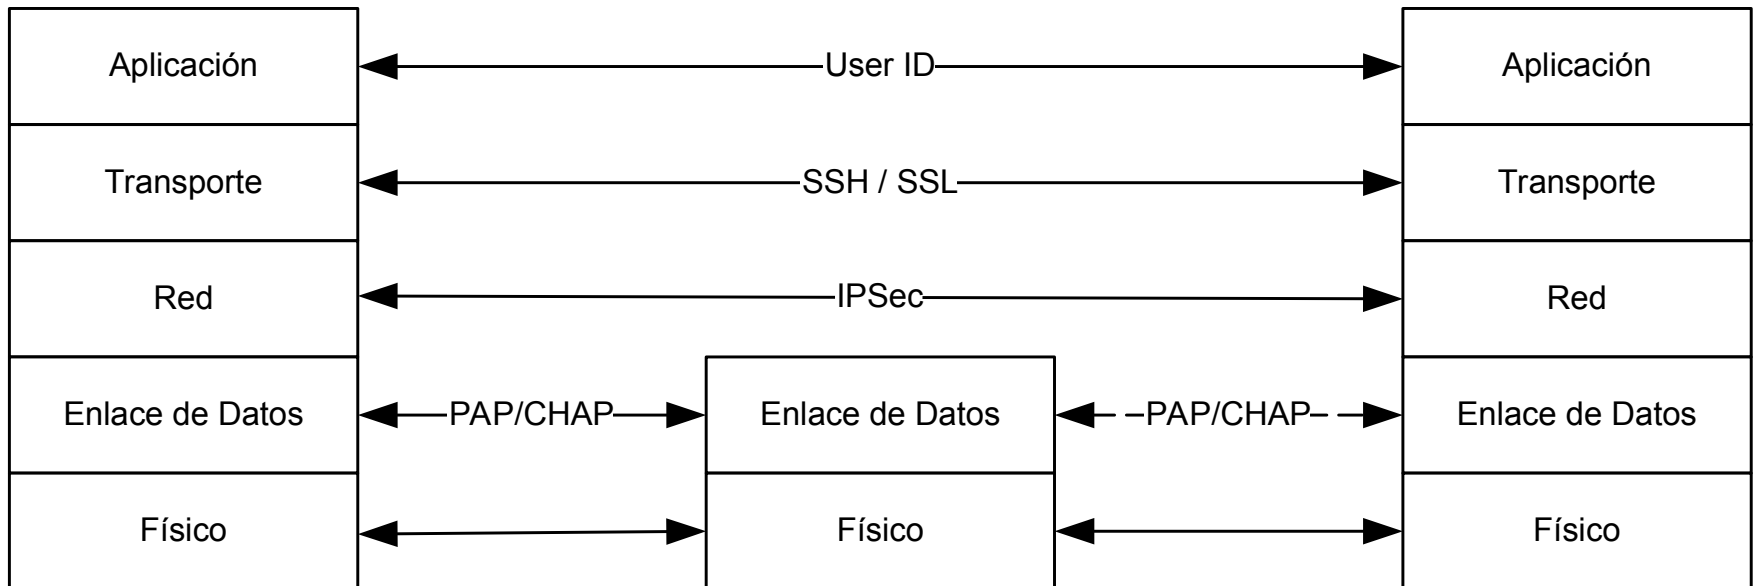 Aplicación
User ID
Aplicación
Transporte
SSH / SSL
Transporte
Red
IPSec
Red
Enlace de Datos
PAP/CHAP
Enlace de Datos
PAP/CHAP
Enlace de Datos
Físico
Físico
Físico